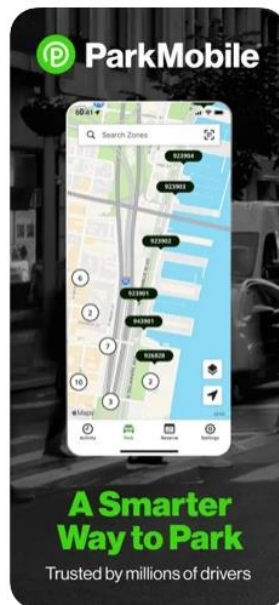 ParkMobile
Search Zones
923904
923903
923902
923901
943901
926828
6
2
7
10
2
3
Maps
Activity
Park
Reserve
Settings
A Smarter
Way to Park
Trusted by millions of drivers